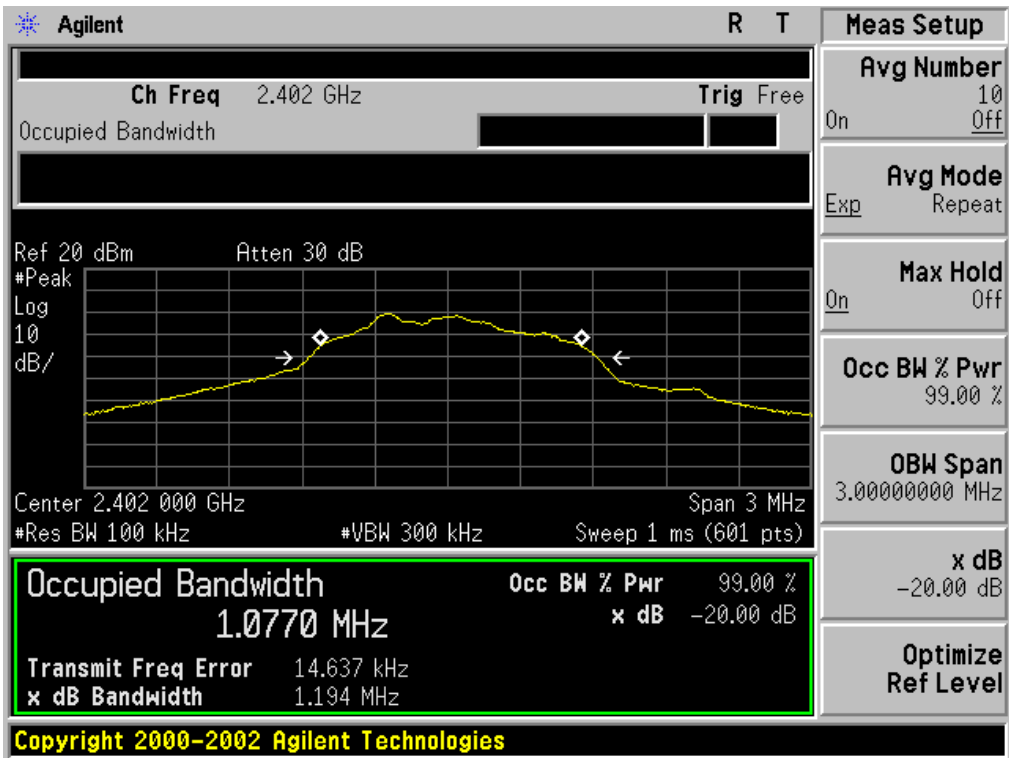 Agilent R T
Ch Freq 2.402 GHz Trig Free
Occupied Bandwidth
Ref 20 dBm Atten 30 dB
#Peak
Log
10
dB/
Center 2.402 000 GHz Span 3 MHz
#Res BW 100 kHz #VBW 300 kHz Sweep 1 ms (601 pts)
Occupied Bandwidth Occ BW % Pwr 99.00 %
1.0770 MHz x dB -20.00 dB
Transmit Freq Error 14.637 kHz
x dB Bandwidth 1.194 MHz
Copyright 2000-2002 Agilent Technologies
Meas Setup
Avg Number
10
On Off
Avg Mode
Exp Repeat
Max Hold
On Off
Occ BW % Pwr
99.00 %
OBW Span
3.00000000 MHz
x dB
-20.00 dB
Optimize
Ref Level